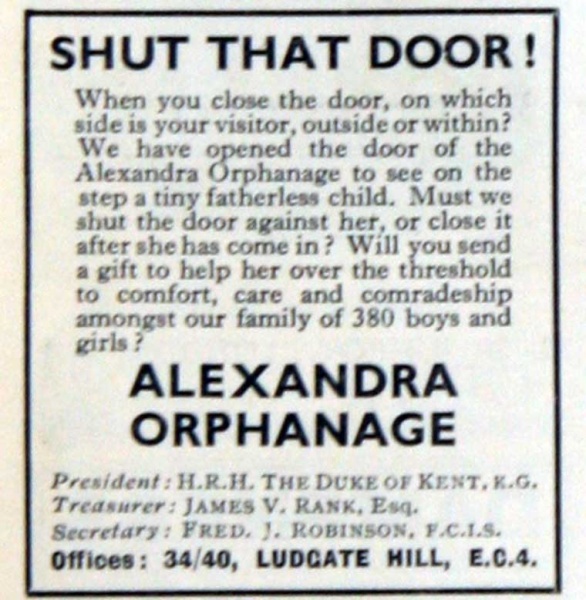 SHUT THAT DOOR!
When you close the door, on which
side is your visitor, outside or within?
We have opened the door of the
Alexandra Orphanage to see on the
step a tiny fatherless child. Must we
shut the door against her, or close it
after she has come in? Will you send
a gift to help her over the threshold
to comfort, care and comradeship
amongst our family of 380 boys and
girls?
ALEXANDRA
ORPHANAGE
President: H.R.H. THE DUKE OF KENT, K.G.
Treasurer: JAMES V. RANK, Esq.
Secretary: FRED. J. ROBINSON, F.C.I.S.
Offices: 34/40, LUDGATE HILL, E.C.4.